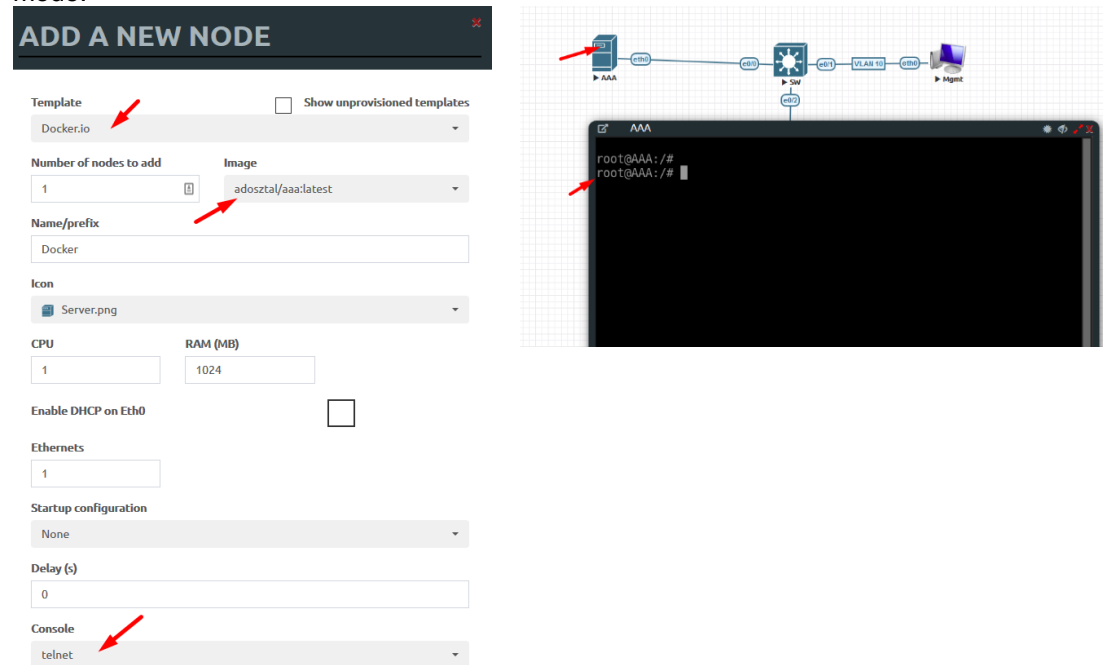 ADD A NEW NODE
Template
Show unprovisioned templates
Docker.io
Number of nodes to add
Image
1
adosztal/aaa:latest
Name/prefix
Docker
Icon
Server.png
CPU
RAM (MB)
1
1024
Enable DHCP on Eth0
Ethernets
1
Startup configuration
None
Delay (s)
0
Console
telnet
eth0
e0/0
e0/1
VLAN 10
eth0
AAA
SW
Mgmt
e0/2
AAA
root@AAA:/#
root@AAA:/#